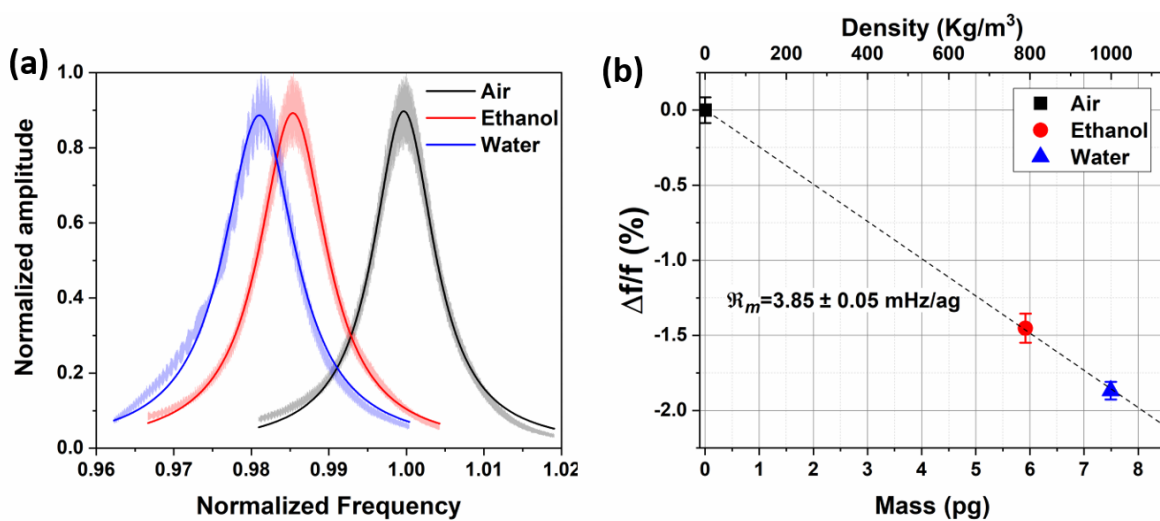 (a)
1.0
0.8
0.6
0.4
0.2
0.0
Normalized amplitude
Air
Ethanol
Water
0.96 0.97 0.98 0.99 1.00 1.01 1.02
Normalized Frequency
(b)
Density (Kg/m³)
0 200 400 600 800 1000
0.0
-0.5
-1.0
-1.5
-2.0
Δf/f (%)
Air
Ethanol
Water
ℜm=3.85 ± 0.05 mHz/ag
0 1 2 3 4 5 6 7 8
Mass (pg)